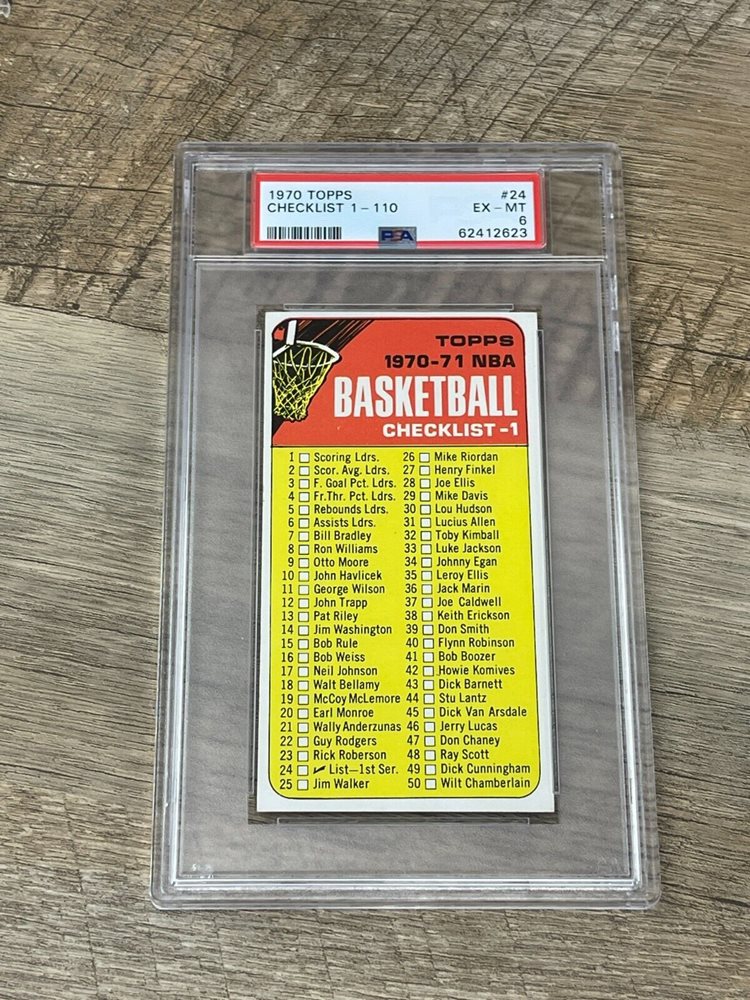 1970 TOPPS #24
CHECKLIST 1 - 110 EX - MT
6
PSA 62412623
TOPPS
1970-71 NBA
BASKETBALL
CHECKLIST -1
1 Scoring Ldrs. 26 Mike Riordan
2 Scor. Avg. Ldrs. 27 Henry Finkel
3 F. Goal Pct. Ldrs. 28 Joe Ellis
4 Fr.Thr. Pct. Ldrs. 29 Mike Davis
5 Rebounds Ldrs. 30 Lou Hudson
6 Assists Ldrs. 31 Lucius Allen
7 Bill Bradley 32 Toby Kimball
8 Ron Williams 33 Luke Jackson
9 Otto Moore 34 Johnny Egan
10 John Havlicek 35 Leroy Ellis
11 George Wilson 36 Jack Marin
12 John Trapp 37 Joe Caldwell
13 Pat Riley 38 Keith Erickson
14 Jim Washington 39 Don Smith
15 Bob Rule 40 Flynn Robinson
16 Bob Weiss 41 Bob Boozer
17 Neil Johnson 42 Howie Komives
18 Walt Bellamy 43 Dick Barnett
19 McCoy McLemore 44 Stu Lantz
20 Earl Monroe 45 Dick Van Arsdale
21 Wally Anderzunas 46 Jerry Lucas
22 Guy Rodgers 47 Don Chaney
23 Rick Roberson 48 Ray Scott
24 List—1st Ser. 49 Dick Cunningham
25 Jim Walker 50 Wilt Chamberlain